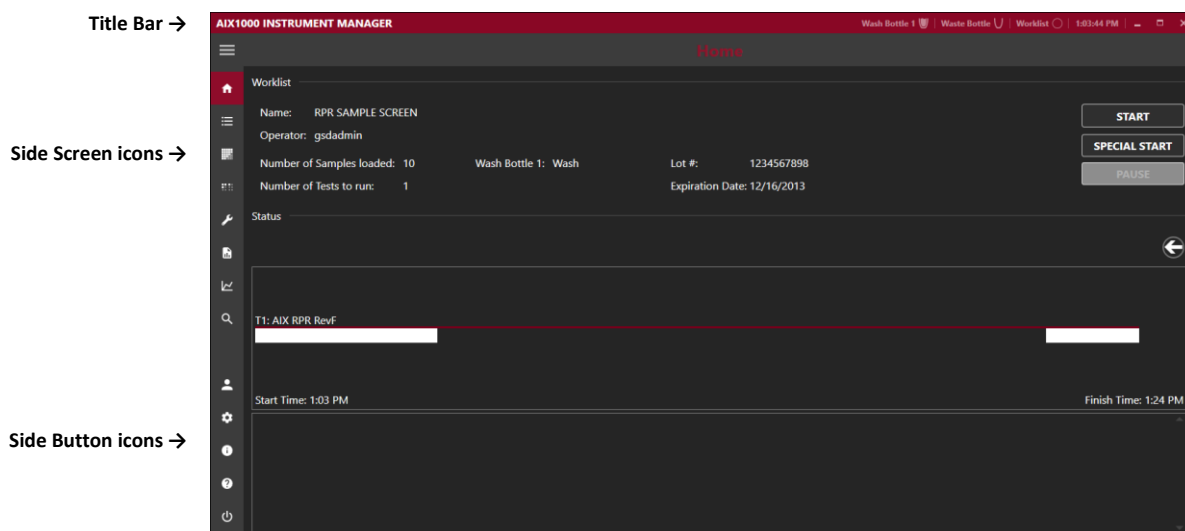 Title Bar →
AIX1000 INSTRUMENT MANAGER
Wash Bottle 1 | Waste Bottle | Worklist | 1:03:44 PM
Home
Worklist
Name: RPR SAMPLE SCREEN
START
Operator: gsdadmin
SPECIAL START
Side Screen icons →
Number of Samples loaded: 10 Wash Bottle 1: Wash Lot #: 1234567898
PAUSE
Number of Tests to run: 1 Expiration Date: 12/16/2013
Status
T1: AIX RPR RevF
Start Time: 1:03 PM Finish Time: 1:24 PM
Side Button icons →